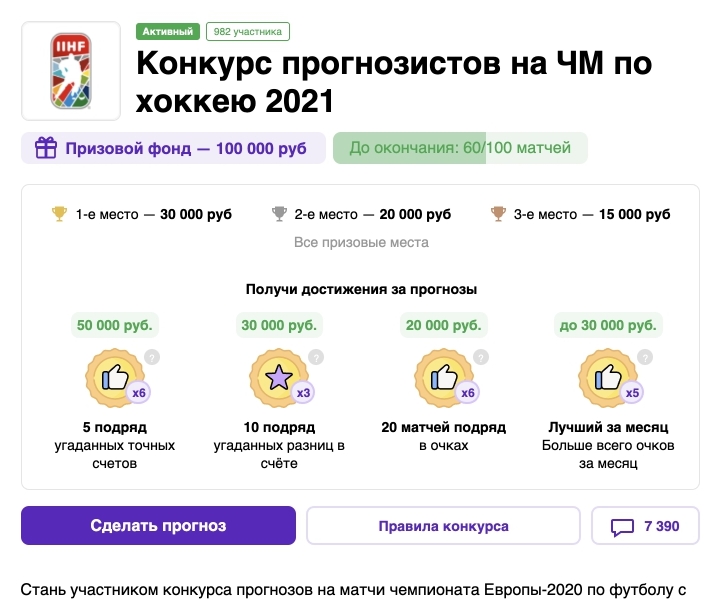 IIHF
Активный 982 участника
Конкурс прогнозистов на ЧМ по
хоккею 2021
Призовой фонд — 100 000 руб До окончания: 60/100 матчей
1-е место — 30 000 руб 2-е место — 20 000 руб 3-е место — 15 000 руб
Все призовые места
Получи достижения за прогнозы
50 000 руб. 30 000 руб. 20 000 руб. до 30 000 руб.
? ? ? ?
x6 x3 x6 x5
5 подряд 10 подряд 20 матчей подряд Лучший за месяц
угаданных точных угаданных разниц в в очках Больше всего очков
счетов счёте за месяц
Сделать прогноз Правила конкурса 7 390
Стань участником конкурса прогнозов на матчи чемпионата Европы-2020 по футболу с